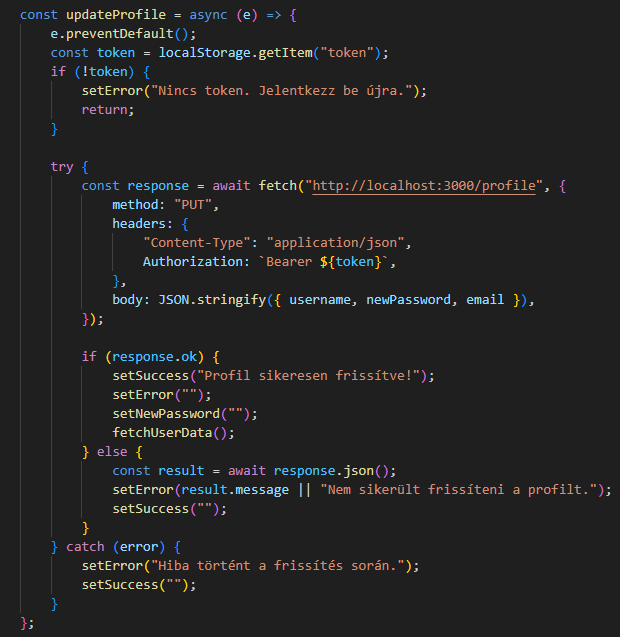 const updateProfile = async (e) => {
    e.preventDefault();
    const token = localStorage.getItem("token");
    if (!token) {
        setError("Nincs token. Jelentkezz be újra.");
        return;
    }

    try {
        const response = await fetch("http://localhost:3000/profile", {
            method: "PUT",
            headers: {
                "Content-Type": "application/json",
                Authorization: `Bearer ${token}`,
            },
            body: JSON.stringify({ username, newPassword, email }),
        });

        if (response.ok) {
            setSuccess("Profil sikeresen frissítve!");
            setError("");
            setNewPassword("");
            fetchUserData();
        } else {
            const result = await response.json();
            setError(result.message || "Nem sikerült frissíteni a profilt.");
            setSuccess("");
        }
    } catch (error) {
        setError("Hiba történt a frissítés során.");
        setSuccess("");
    }
};